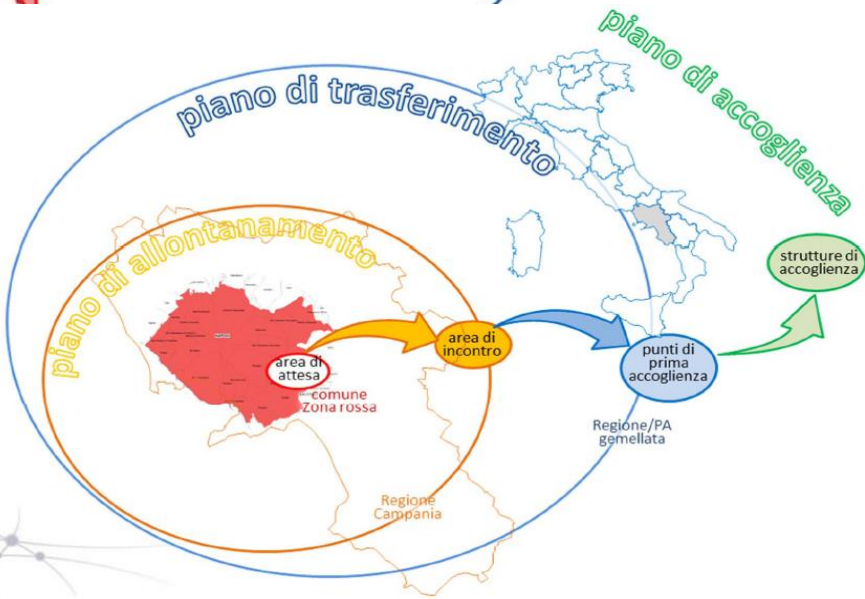 piano di accoglienza
piano di trasferimento
piano di allontanamento
strutture di
accoglienza
area di
incontro
punti di
prima
accoglienza
area di
attesa
comune
Zona rossa
Regione/PA
gemellata
Regione
Campania